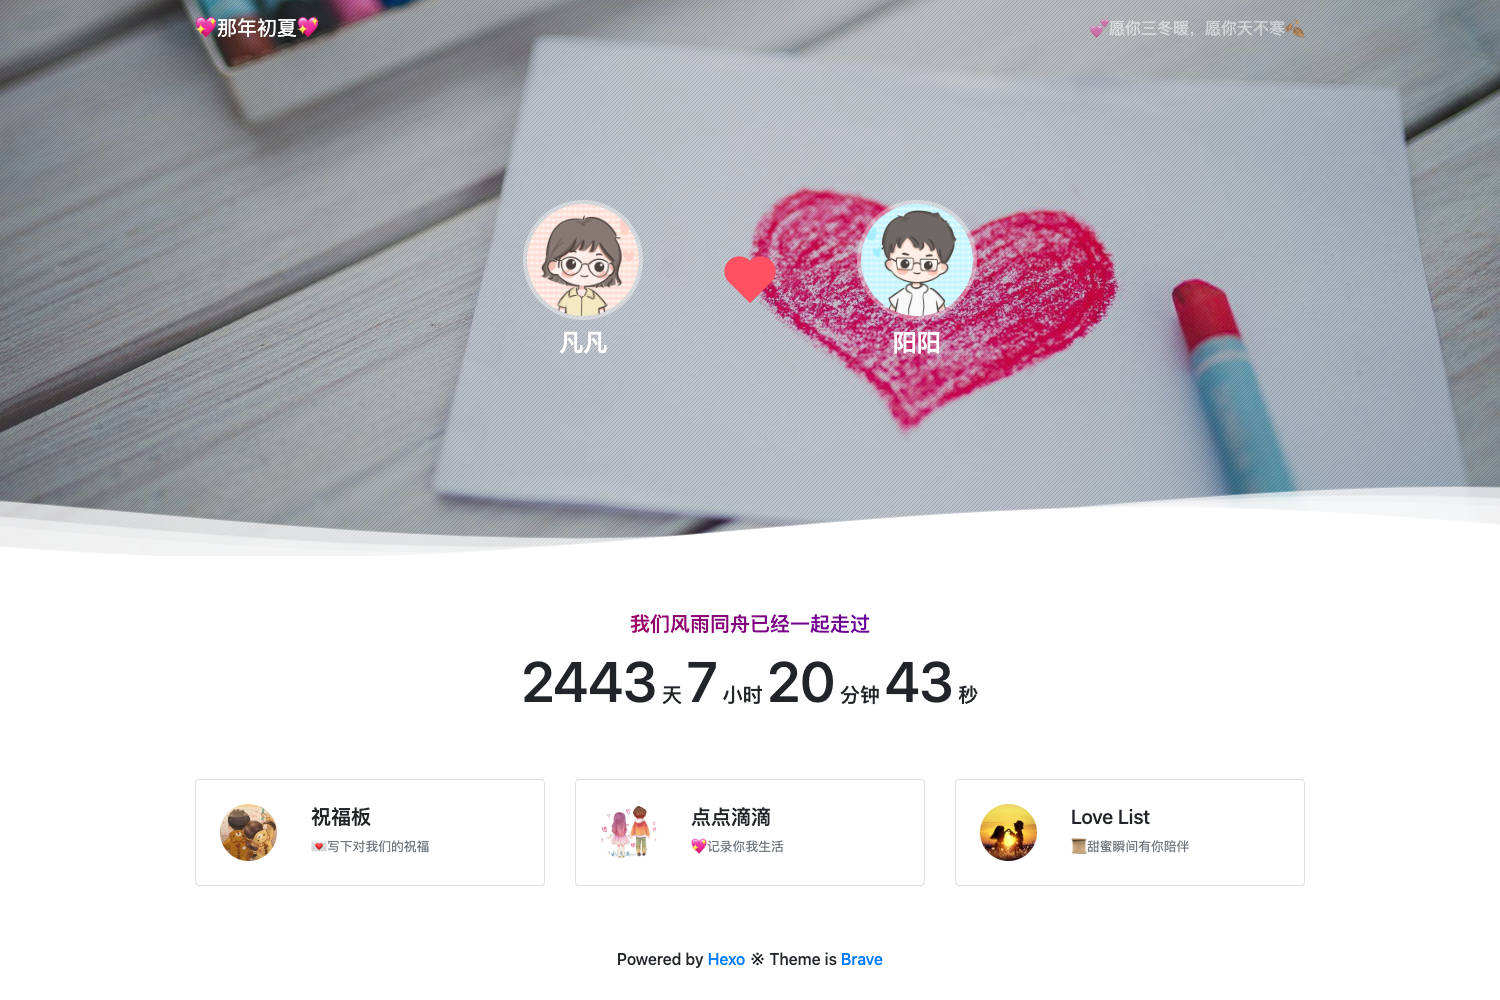 💖那年初夏💖
💕愿你三冬暖，愿你天不寒🍂
凡凡
阳阳
我们风雨同舟已经一起走过
2443 天 7 小时 20 分钟 43 秒
祝福板
💌写下对我们的祝福
点点滴滴
💖记录你我生活
Love List
📜甜蜜瞬间有你陪伴
Powered by Hexo ※ Theme is Brave